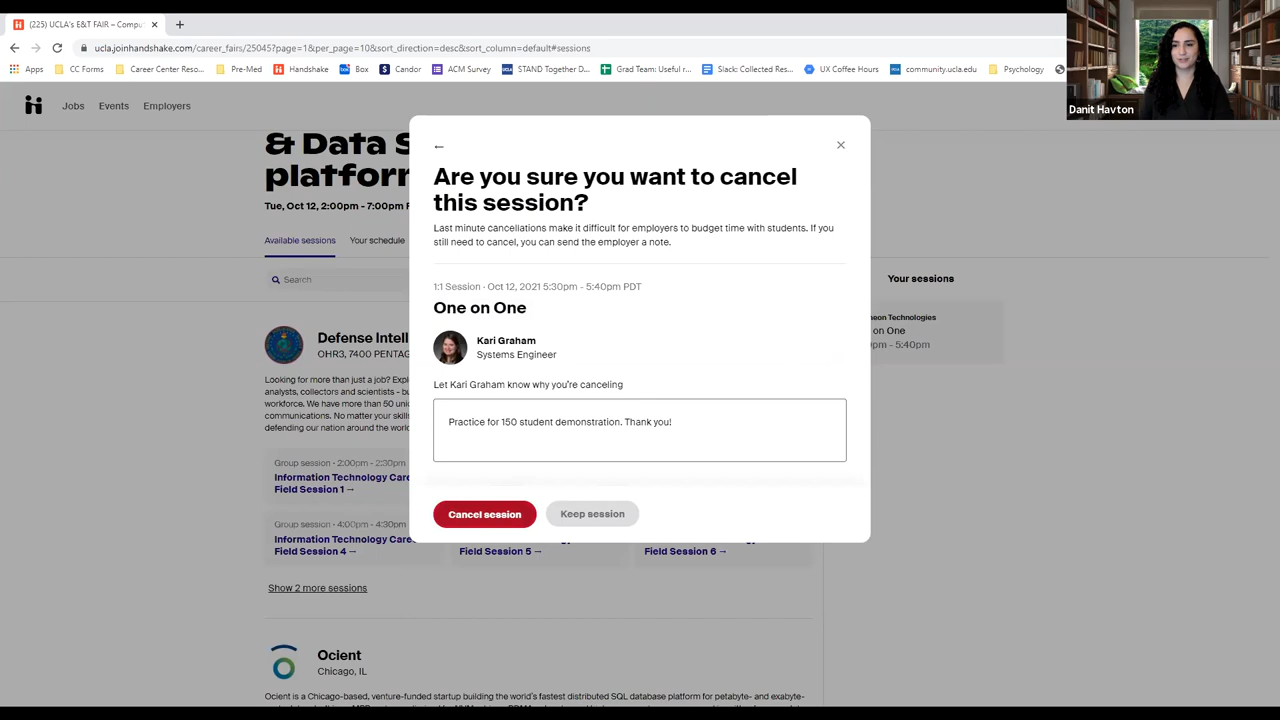 (225) UCLA's E&T FAIR – Compu
ucla.joinhandshake.com/career_fairs/25045?page=1&per_page=10&sort_direction=desc&sort_column=default#sessions
Apps
CC Forms
Career Center Reso...
Pre-Med
Handshake
Box
Candor
ACM Survey
STAND Together D...
Grad Team: Useful r...
Slack: Collected Res...
UX Coffee Hours
community.ucla.edu
Psychology
Danit Havton
Jobs
Events
Employers
& Data S
platform
Tue, Oct 12, 2:00pm - 7:00pm P
Available sessions
Your schedule
Search
Your sessions
eon Technologies
on One
pm - 5:40pm
Defense Intell
OHR3, 7400 PENTAG
Looking for more than just a job? Expl
analysts, collectors and scientists - bu
workforce. We have more than 50 uni
communications. No matter your skills
defending our nation around the world
Group session · 2:00pm - 2:30pm
Information Technology Care
Field Session 1 →
Group session · 4:00pm - 4:30pm
Information Technology Care
Field Session 4 →
Field Session 5 →
Field Session 6 →
Show 2 more sessions
Ocient
Chicago, IL
Ocient is a Chicago-based, venture-funded startup building the world's fastest distributed SQL database platform for petabyte- and exabyte-
←
×
Are you sure you want to cancel
this session?
Last minute cancellations make it difficult for employers to budget time with students. If you
still need to cancel, you can send the employer a note.
1:1 Session · Oct 12, 2021 5:30pm - 5:40pm PDT
One on One
Kari Graham
Systems Engineer
Let Kari Graham know why you're canceling
Practice for 150 student demonstration. Thank you!
Cancel session
Keep session